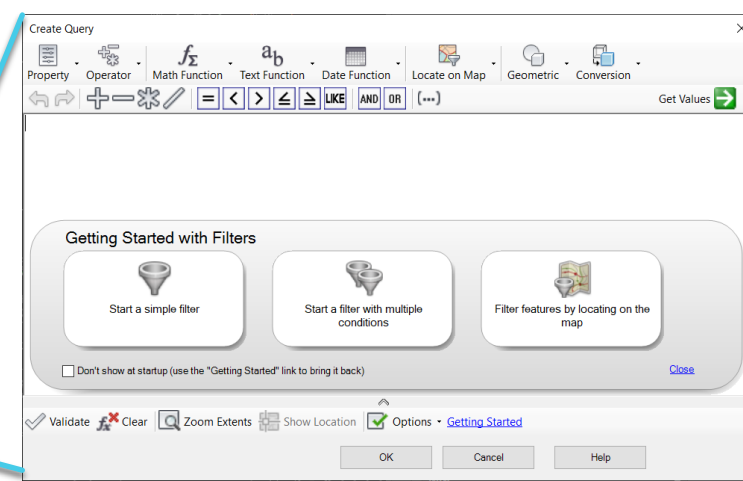 Create Query
fΣ ab
Property Operator Math Function Text Function Date Function Locate on Map Geometric Conversion
= < > ≤ ≥ LIKE AND OR (...) Get Values
Getting Started with Filters
Start a simple filter
Start a filter with multiple
conditions
Filter features by locating on the
map
Don't show at startup (use the "Getting Started" link to bring it back) Close
Validate fx Clear Zoom Extents Show Location Options Getting Started
OK Cancel Help